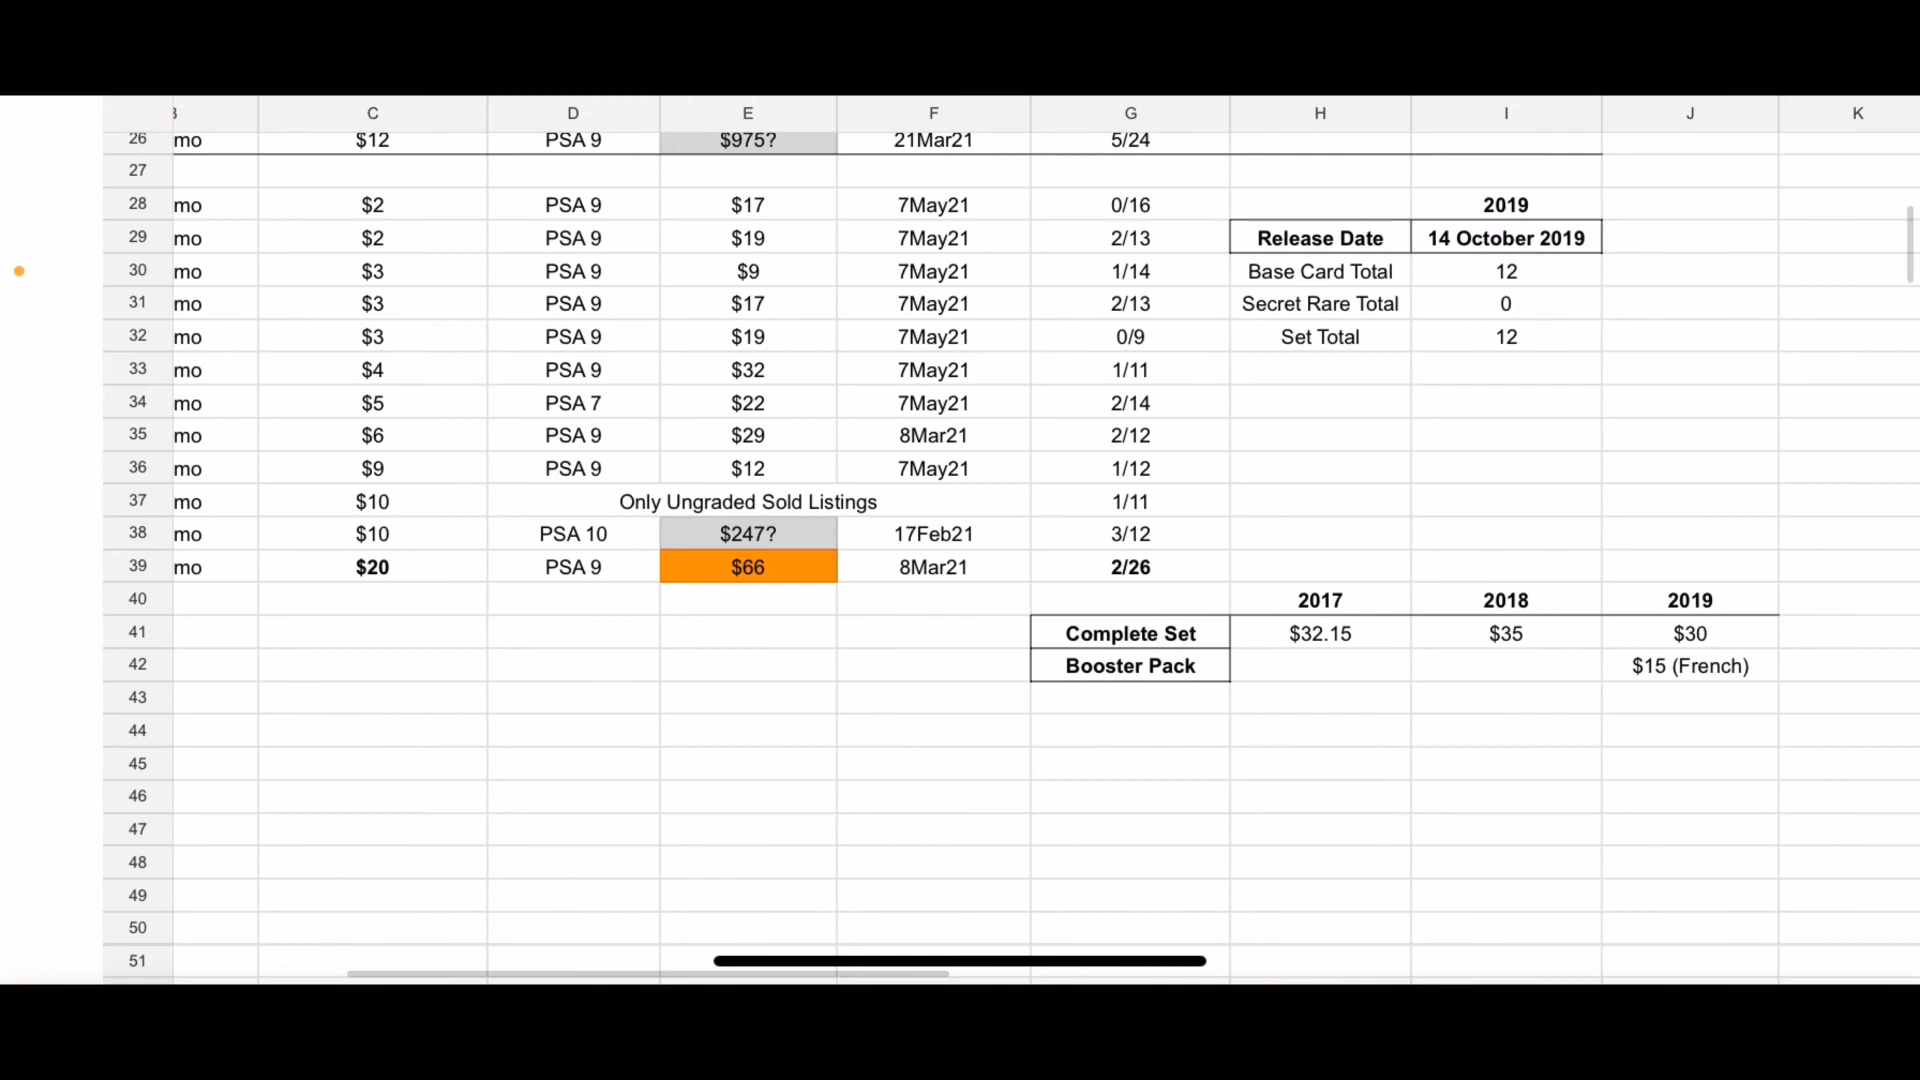 C D E F G H I J K
26 mo $12 PSA 9 $975? 21Mar21 5/24
27
28 mo $2 PSA 9 $17 7May21 0/16 2019
29 mo $2 PSA 9 $19 7May21 2/13 Release Date 14 October 2019
30 mo $3 PSA 9 $9 7May21 1/14 Base Card Total 12
31 mo $3 PSA 9 $17 7May21 2/13 Secret Rare Total 0
32 mo $3 PSA 9 $19 7May21 0/9 Set Total 12
33 mo $4 PSA 9 $32 7May21 1/11
34 mo $5 PSA 7 $22 7May21 2/14
35 mo $6 PSA 9 $29 8Mar21 2/12
36 mo $9 PSA 9 $12 7May21 1/12
37 mo $10 Only Ungraded Sold Listings 1/11
38 mo $10 PSA 10 $247? 17Feb21 3/12
39 mo $20 PSA 9 $66 8Mar21 2/26
40 2017 2018 2019
41 Complete Set $32.15 $35 $30
42 Booster Pack $15 (French)
43
44
45
46
47
48
49
50
51